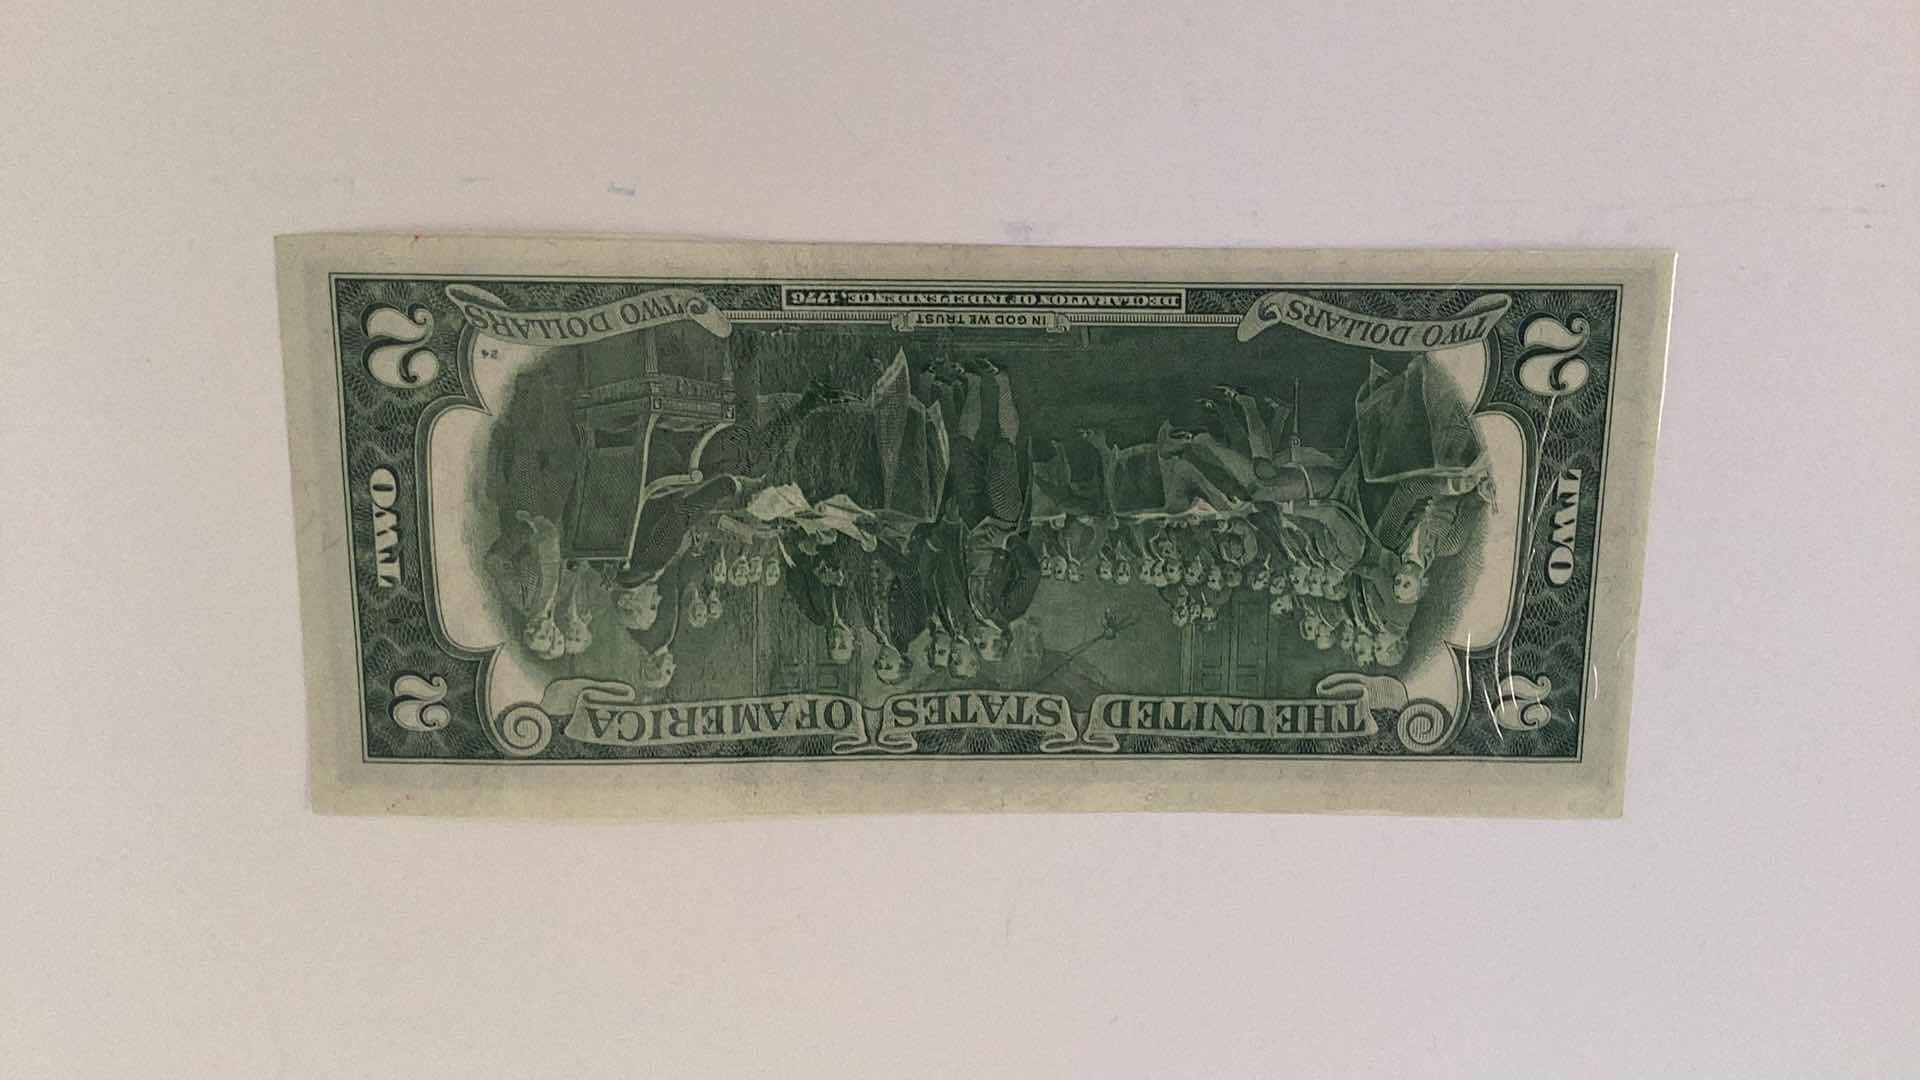 2 THE UNITED STATES OF AMERICA 2
TWO
TWO
24
IN GOD WE TRUST
2 TWO DOLLARS
TWO DOLLARS 2
DECLARATION OF INDEPENDENCE, 1776